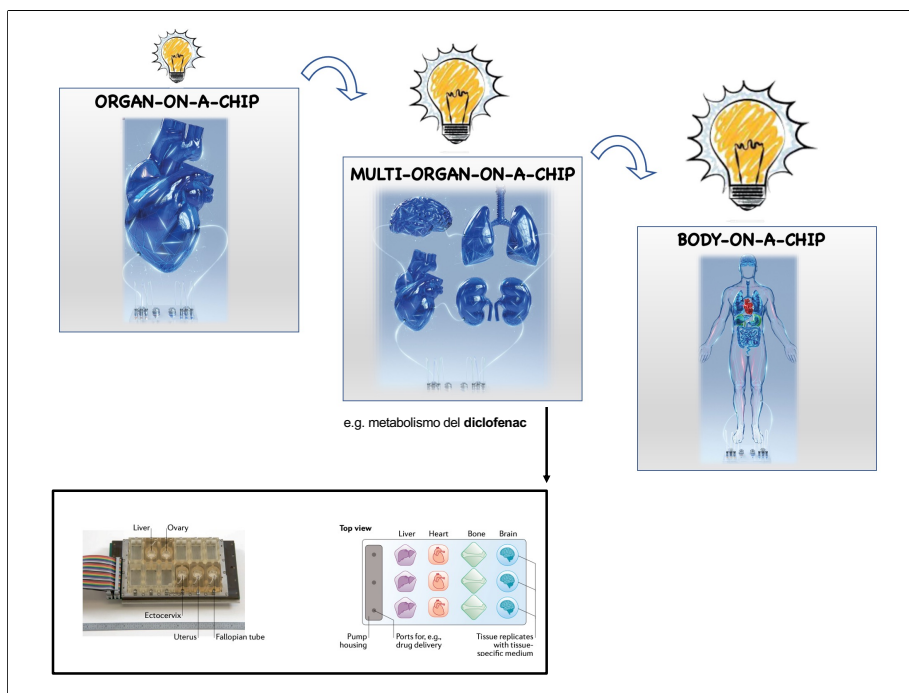 ORGAN-ON-A-CHIP
MULTI-ORGAN-ON-A-CHIP
BODY-ON-A-CHIP
e.g. metabolismo del diclofenac
Liver Ovary
Ectocervix
Uterus Fallopian tube
Top view
Liver Heart Bone Brain
Pump
housing
Ports for, e.g.,
drug delivery
Tissue replicates
with tissue-
specific medium